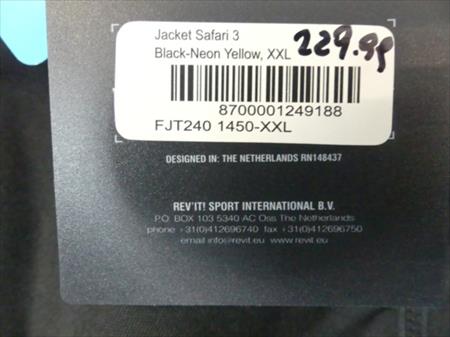 Jacket Safari 3
229.99
Black-Neon Yellow, XXL
8700001249188
FJT240 1450-XXL
DESIGNED IN: THE NETHERLANDS RN148437
REV'IT! SPORT INTERNATIONAL B.V.
P.O. BOX 103 5340 AC Oss The Netherlands
phone +31(0)412696740 fax +31(0)412696750
email info@revit.eu www.revit.eu